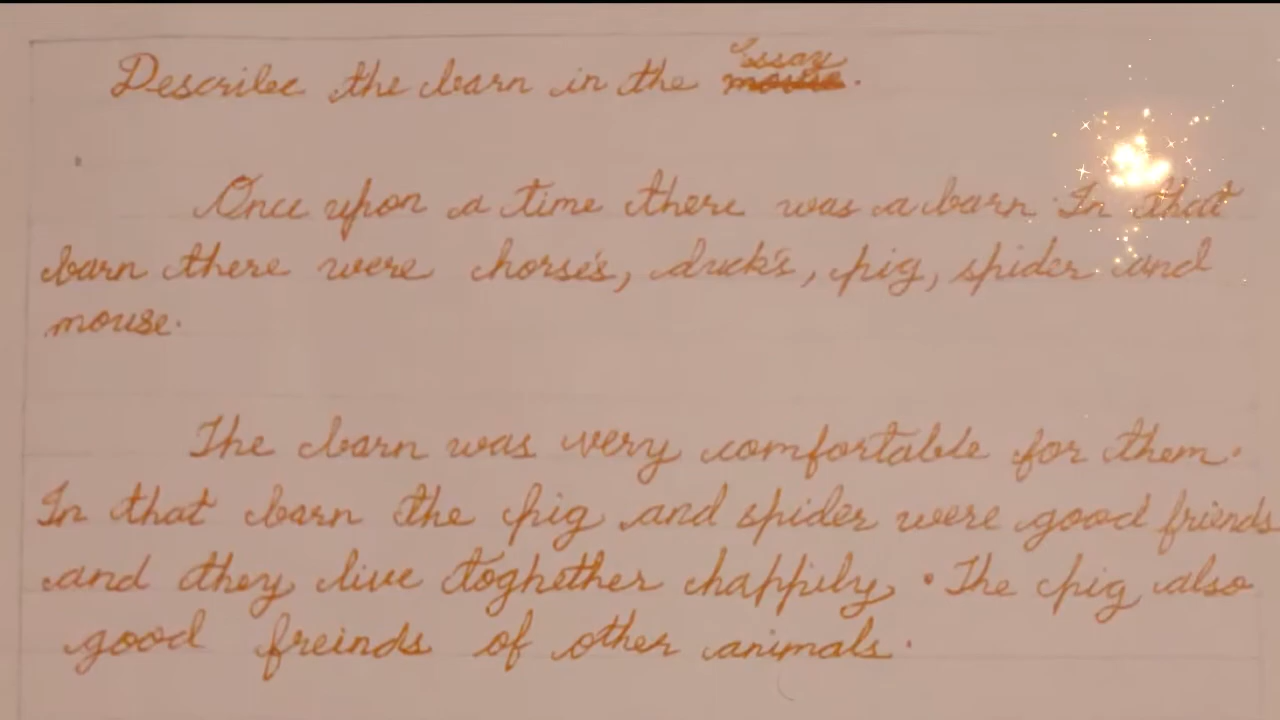 Describe the barn in the Essay mouse.
Once upon a time there was a barn. In that
barn there were horse's, duck's, pig, spider and
mouse.
The barn was very comfortable for them.
In that barn the pig and spider were good friends
and they live toghether happily. The pig also
good freinds of other animals.